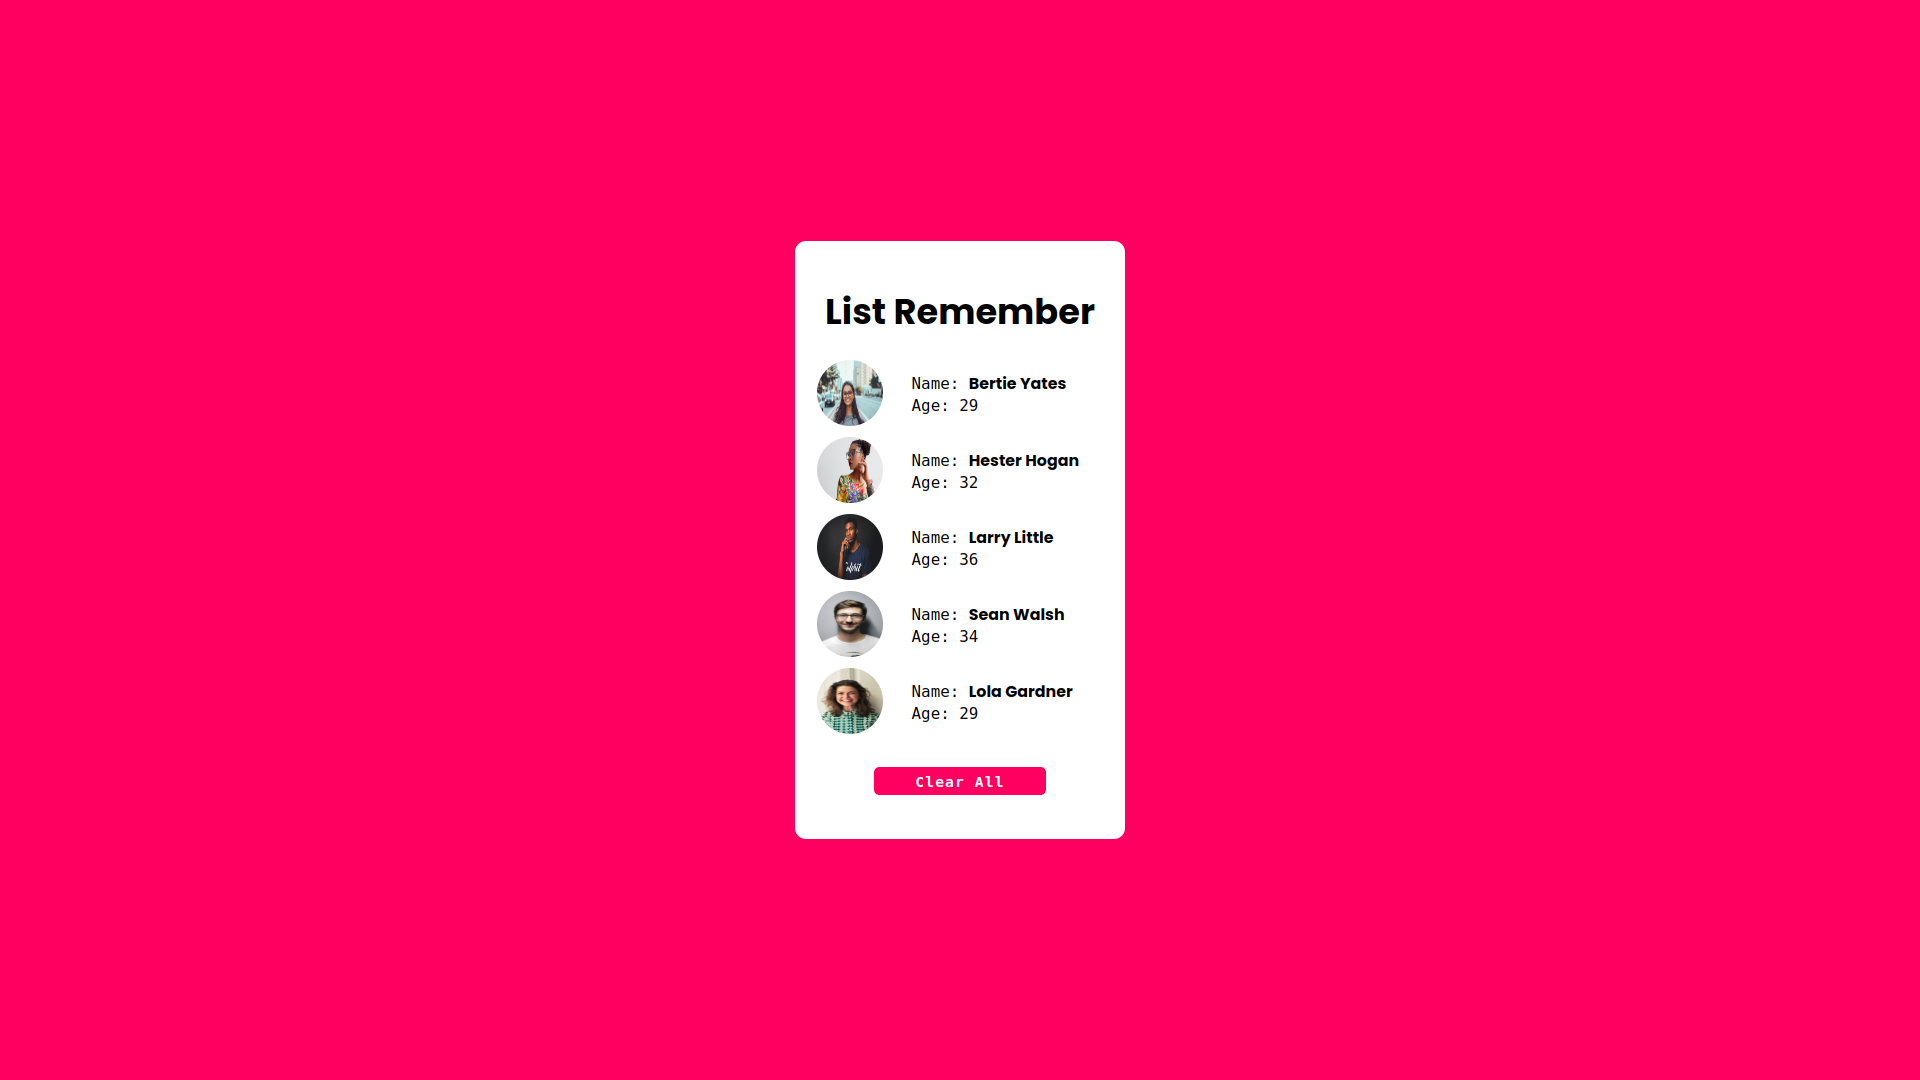 List Remember
Name: Bertie Yates
Age: 29
Name: Hester Hogan
Age: 32
Name: Larry Little
Age: 36
Name: Sean Walsh
Age: 34
Name: Lola Gardner
Age: 29
Clear All